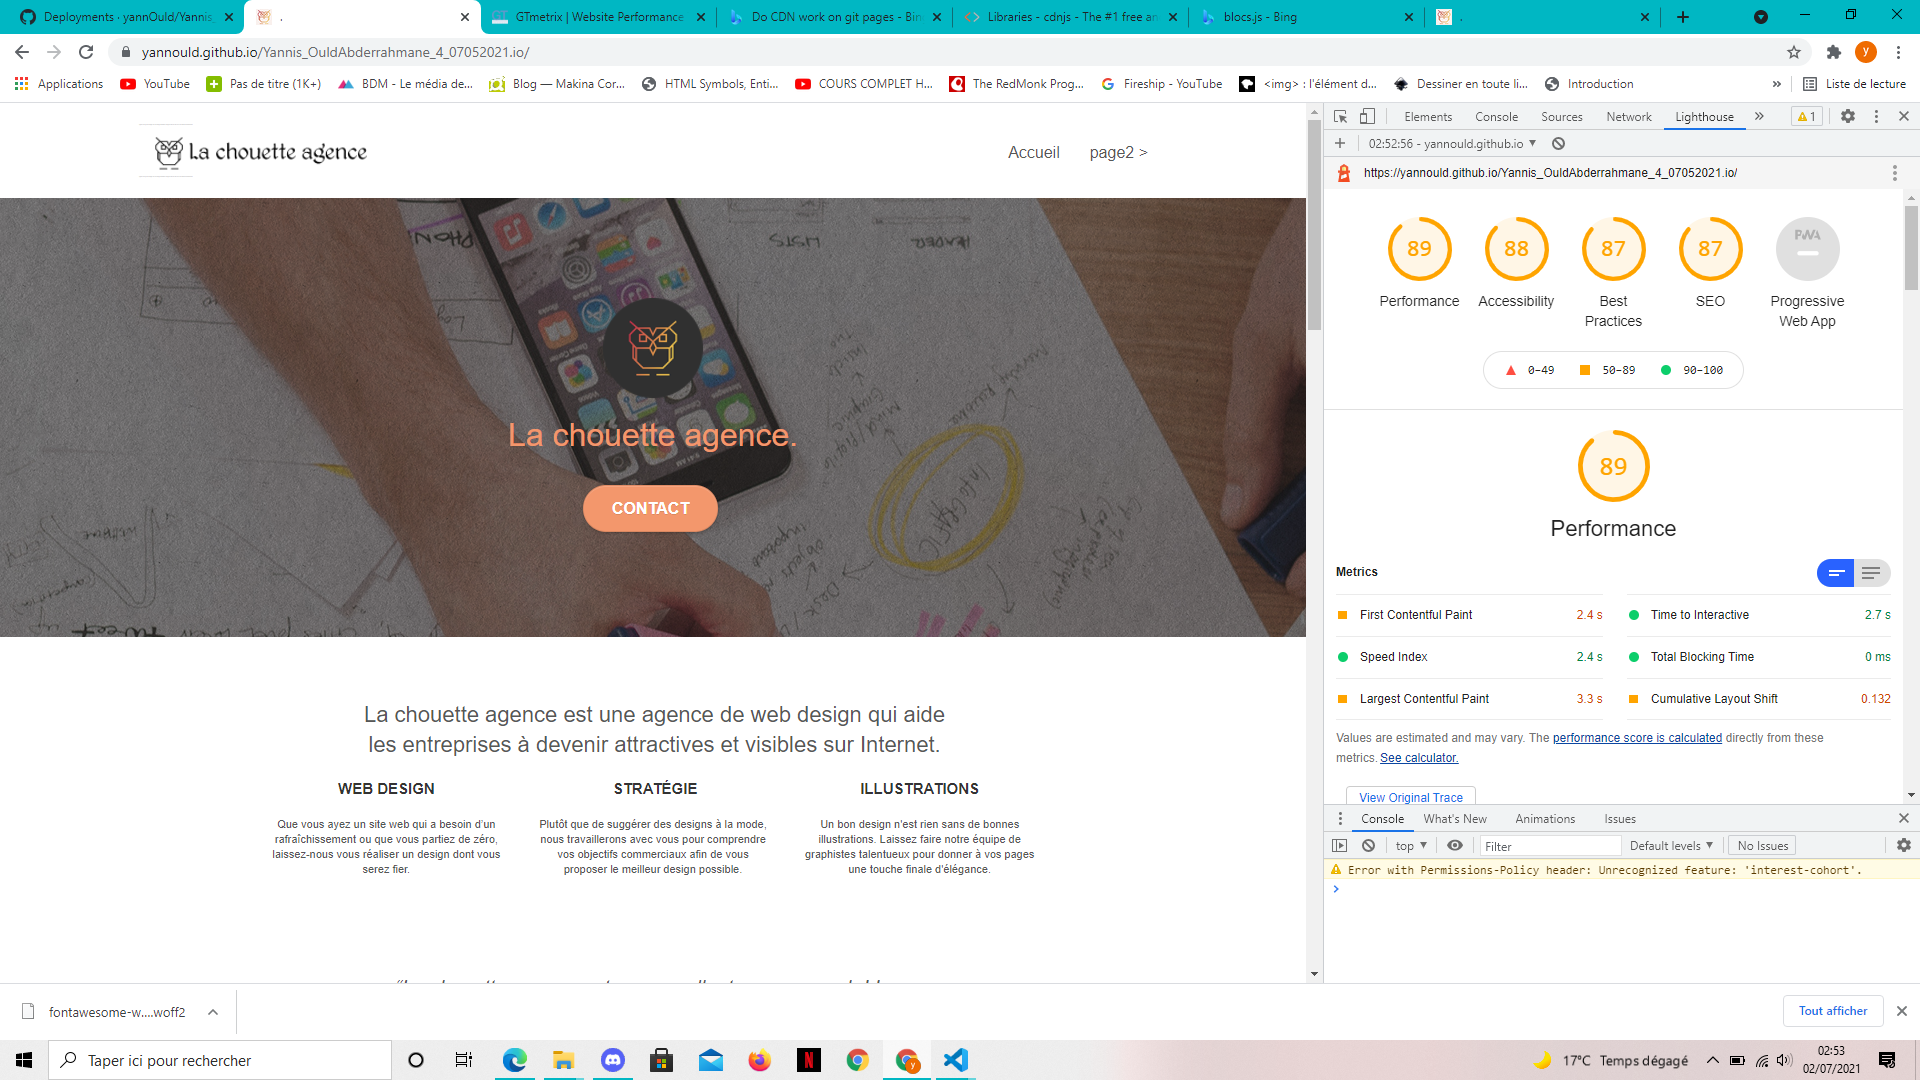 Deployments · yannOuld/Yannis_
.
GTmetrix | Website Performance
Do CDN work on git pages - Bin
Libraries - cdnjs - The #1 free an
blocs.js - Bing
.
yannould.github.io/Yannis_OuldAbderrahmane_4_07052021.io/
y
Applications
YouTube
Pas de titre (1K+)
BDM - Le média de...
Blog — Makina Cor...
HTML Symbols, Enti...
COURS COMPLET H...
The RedMonk Prog...
Fireship - YouTube
<img> : l'élément d...
Dessiner en toute li...
Introduction
»
Liste de lecture
La chouette agence
Accueil
page2 >
La chouette agence.
CONTACT
La chouette agence est une agence de web design qui aide
les entreprises à devenir attractives et visibles sur Internet.
WEB DESIGN
Que vous ayez un site web qui a besoin d'un
rafraîchissement ou que vous partiez de zéro,
laissez-nous vous réaliser un design dont vous
serez fier.
STRATÉGIE
Plutôt que de suggérer des designs à la mode,
nous travaillerons avec vous pour comprendre
vos objectifs commerciaux afin de vous
proposer le meilleur design possible.
ILLUSTRATIONS
Un bon design n'est rien sans de bonnes
illustrations. Laissez faire notre équipe de
graphistes talentueux pour donner à vos pages
une touche finale d'élégance.
Elements
Console
Sources
Network
Lighthouse
»
1
02:52:56 - yannould.github.io
https://yannould.github.io/Yannis_OuldAbderrahmane_4_07052021.io/
89
Performance
88
Accessibility
87
Best
Practices
87
SEO
PWA
Progressive
Web App
0–49
50–89
90–100
89
Performance
Metrics
First Contentful Paint 2.4 s
Time to Interactive 2.7 s
Speed Index 2.4 s
Total Blocking Time 0 ms
Largest Contentful Paint 3.3 s
Cumulative Layout Shift 0.132
Values are estimated and may vary. The performance score is calculated directly from these
metrics. See calculator.
View Original Trace
Console
What's New
Animations
Issues
top
Filter
Default levels
No Issues
Error with Permissions-Policy header: Unrecognized feature: 'interest-cohort'.
fontawesome-w....woff2
Tout afficher
Taper ici pour rechercher
17°C Temps dégagé
02:53
02/07/2021